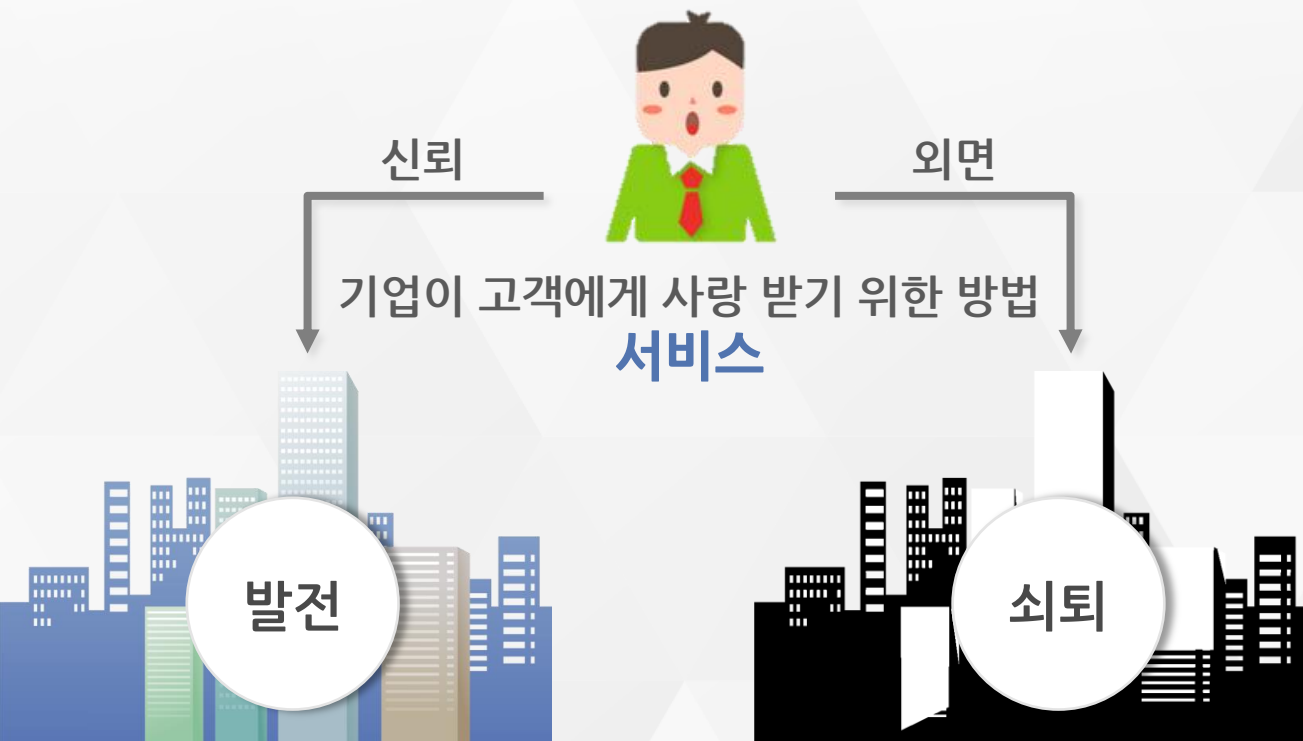 신뢰
외면
기업이 고객에게 사랑 받기 위한 방법
서비스
발전
쇠퇴